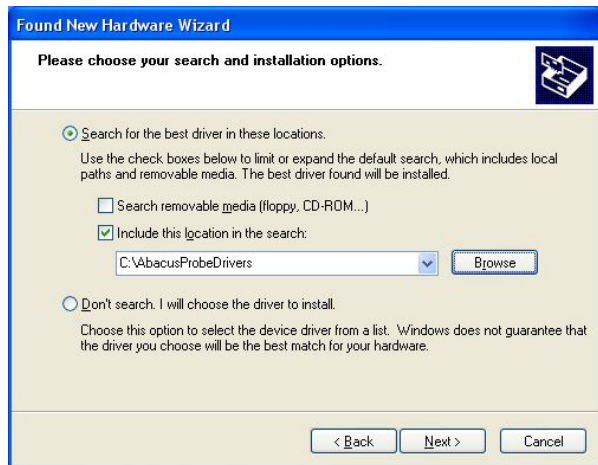 Found New Hardware Wizard
Please choose your search and installation options.
Search for the best driver in these locations.
Use the check boxes below to limit or expand the default search, which includes local
paths and removable media. The best driver found will be installed.
Search removable media (floppy, CD-ROM...)
Include this location in the search:
C:\AbacusProbeDrivers
Browse
Don't search. I will choose the driver to install.
Choose this option to select the device driver from a list. Windows does not guarantee that
the driver you choose will be the best match for your hardware.
< Back
Next >
Cancel